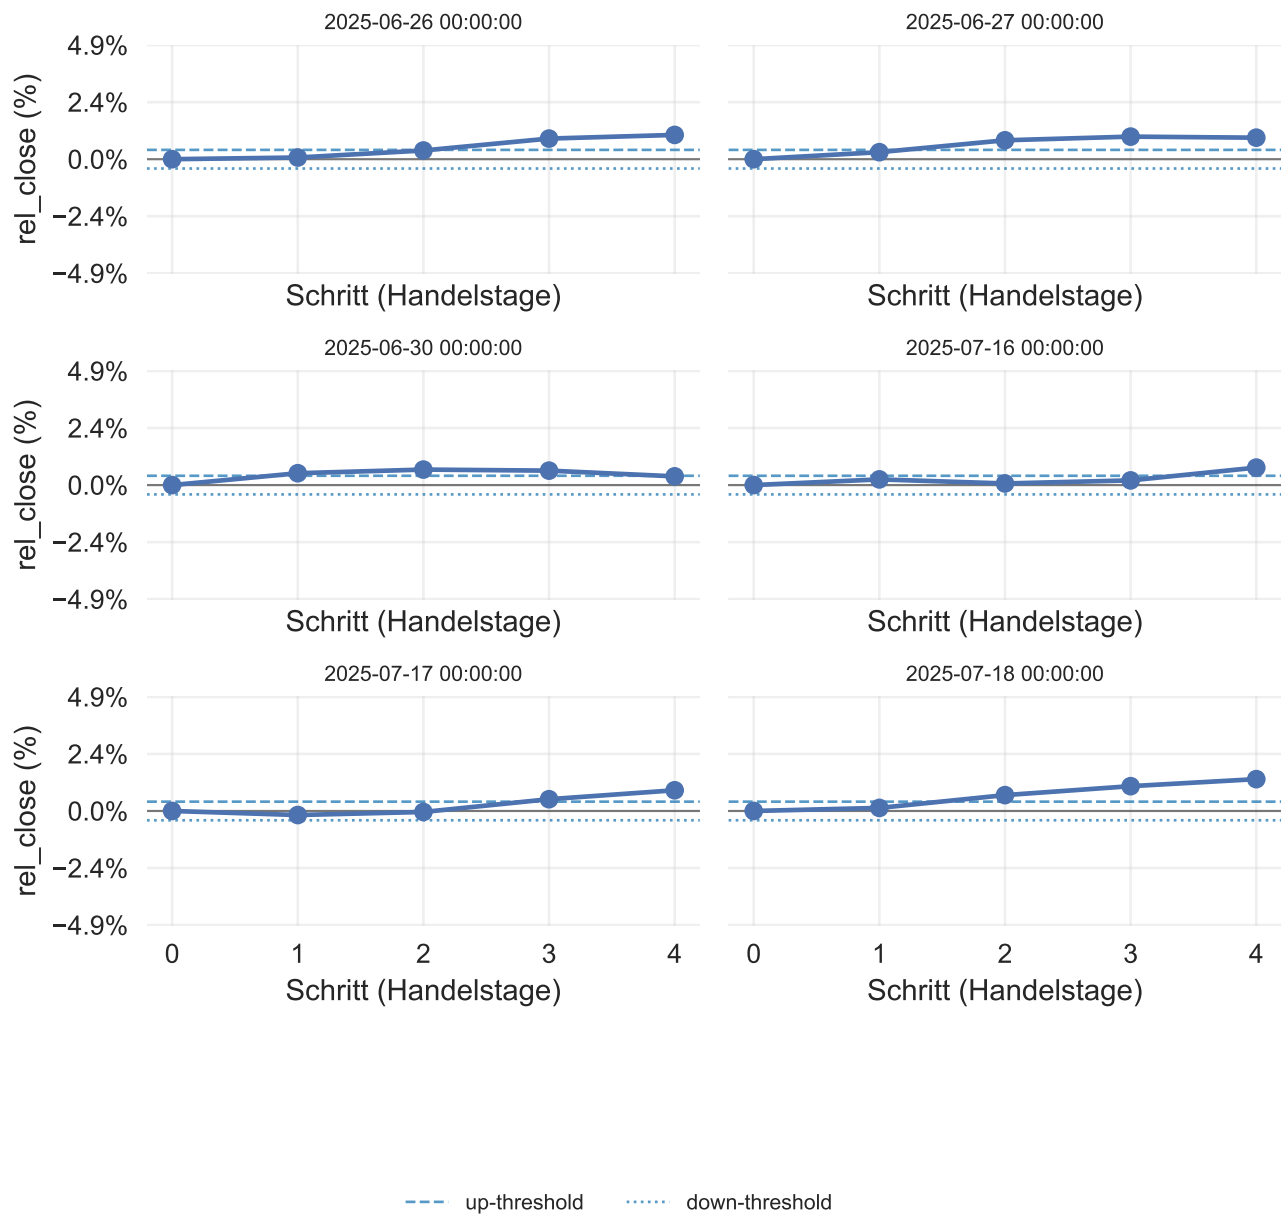 2025-06-26 00:00:00
2025-06-27 00:00:00
4.9%
2.4%
0.0%
−2.4%
−4.9%
rel_close (%)
Schritt (Handelstage)
Schritt (Handelstage)
2025-06-30 00:00:00
2025-07-16 00:00:00
4.9%
2.4%
0.0%
−2.4%
−4.9%
rel_close (%)
Schritt (Handelstage)
Schritt (Handelstage)
2025-07-17 00:00:00
2025-07-18 00:00:00
4.9%
2.4%
0.0%
−2.4%
−4.9%
rel_close (%)
0 1 2 3 4
0 1 2 3 4
Schritt (Handelstage)
Schritt (Handelstage)
up-threshold
down-threshold